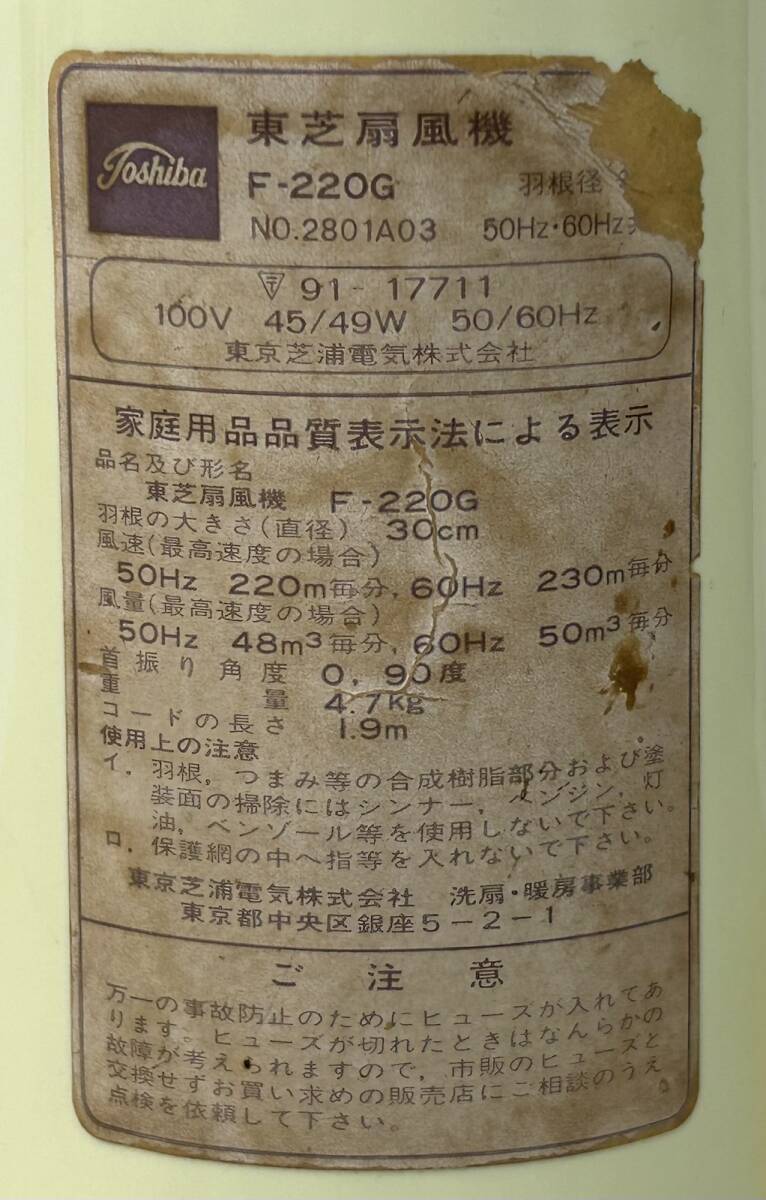 Toshiba
東芝扇風機
F-220G 羽根径
NO.2801A03 50Hz・60Hz
〒 91-17711
100V 45/49W 50/60Hz
東京芝浦電気株式会社
家庭用品品質表示法による表示
品名及び形名
東芝扇風機 F-220G
羽根の大きさ(直径) 30cm
風速(最高速度の場合)
50Hz 220m毎分, 60Hz 230m毎分
風量(最高速度の場合)
50Hz 48m³毎分, 60Hz 50m³毎分
首振り角度 0, 90度
重量 4.7kg
コードの長さ 1.9m
使用上の注意
イ. 羽根, つまみ等の合成樹脂部分および塗
装面の掃除にはシンナー, ベンジン, 灯
油, ベンゾール等を使用しないで下さい。
ロ. 保護網の中へ指等を入れないで下さい。
東京芝浦電気株式会社 洗扇・暖房事業部
東京都中央区銀座5-2-1
ご注意
万一の事故防止のためにヒューズが入れてあ
ります。ヒューズが切れたときはなんらかの
故障が考えられますので, 市販のヒューズと
交換せずお買い求めの販売店にご相談のうえ
点検を依頼して下さい。